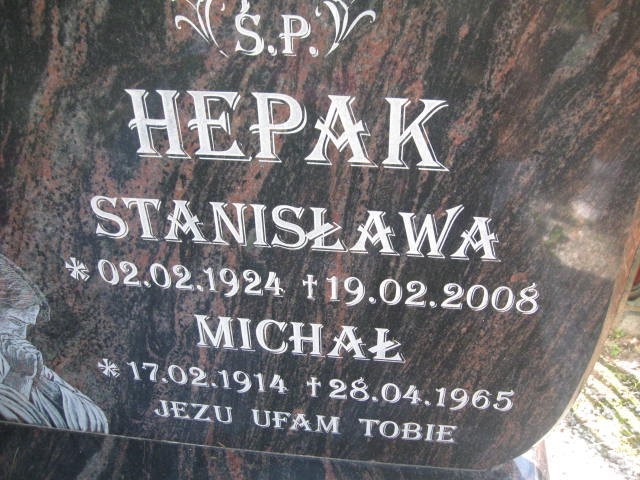 Ś.P.
HEPAK
STANISŁAWA
* 02.02.1924 † 19.02.2008
MICHAŁ
* 17.02.1914 † 28.04.1965
JEZU UFAM TOBIE